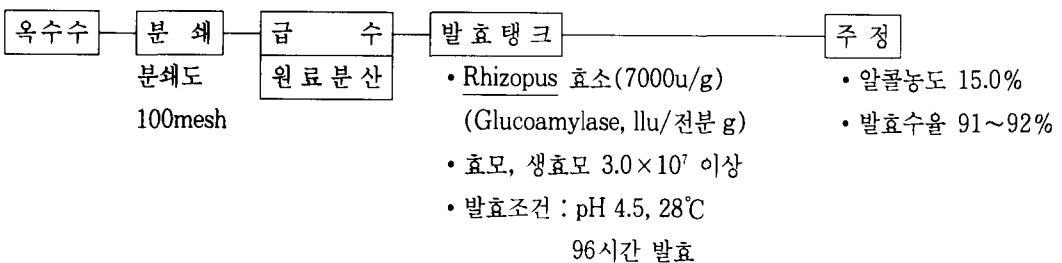 옥수수 분 쇄 급 수 발효탱크 주 정
분쇄도 원료분산 • Rhizopus 효소(7000u/g) • 알콜농도 15.0%
100mesh (Glucoamylase, llu/전분 g) • 발효수율 91~92%
• 효모, 생효모 3.0×10⁷ 이상
• 발효조건 : pH 4.5, 28℃
96시간 발효